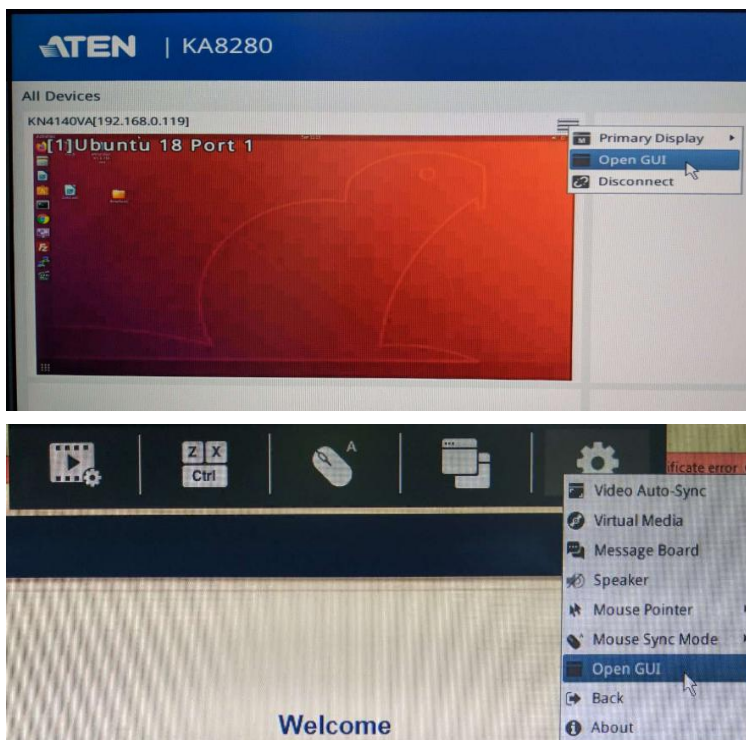 ATEN | KA8280
All Devices
KN4140VA[192.168.0.119]
[1]Ubuntu 18 Port 1
Primary Display
Open GUI
Disconnect
Z X
Ctrl
A
ificate error
Video Auto-Sync
Virtual Media
Message Board
Speaker
Mouse Pointer
Mouse Sync Mode
Open GUI
Back
About
Welcome